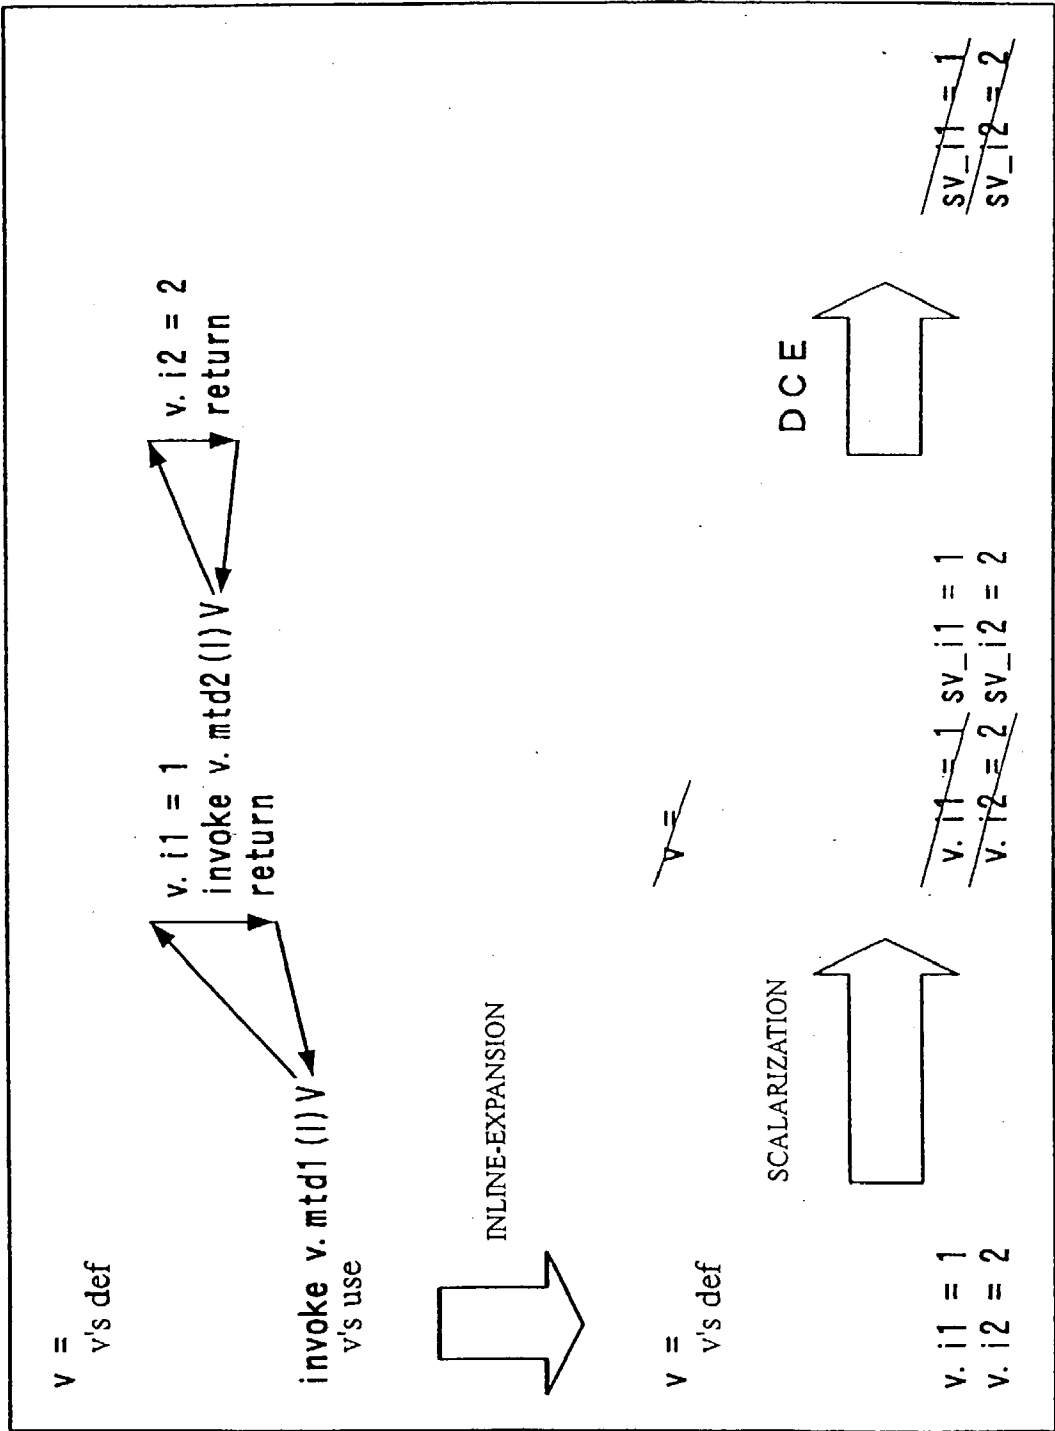 v =
v's def
invoke v. mtd1 (I) V
v's use
v. i1 = 1
invoke v. mtd2 (I) V
return
v. i2 = 2
return
INLINE-EXPANSION
v =
v's def
v. i1 = 1
v. i2 = 2
SCALARIZATION
v =
v. i1 = 1 sv_i1 = 1
v. i2 = 2 sv_i2 = 2
DCE
sv_i1 = 1
sv_i2 = 2